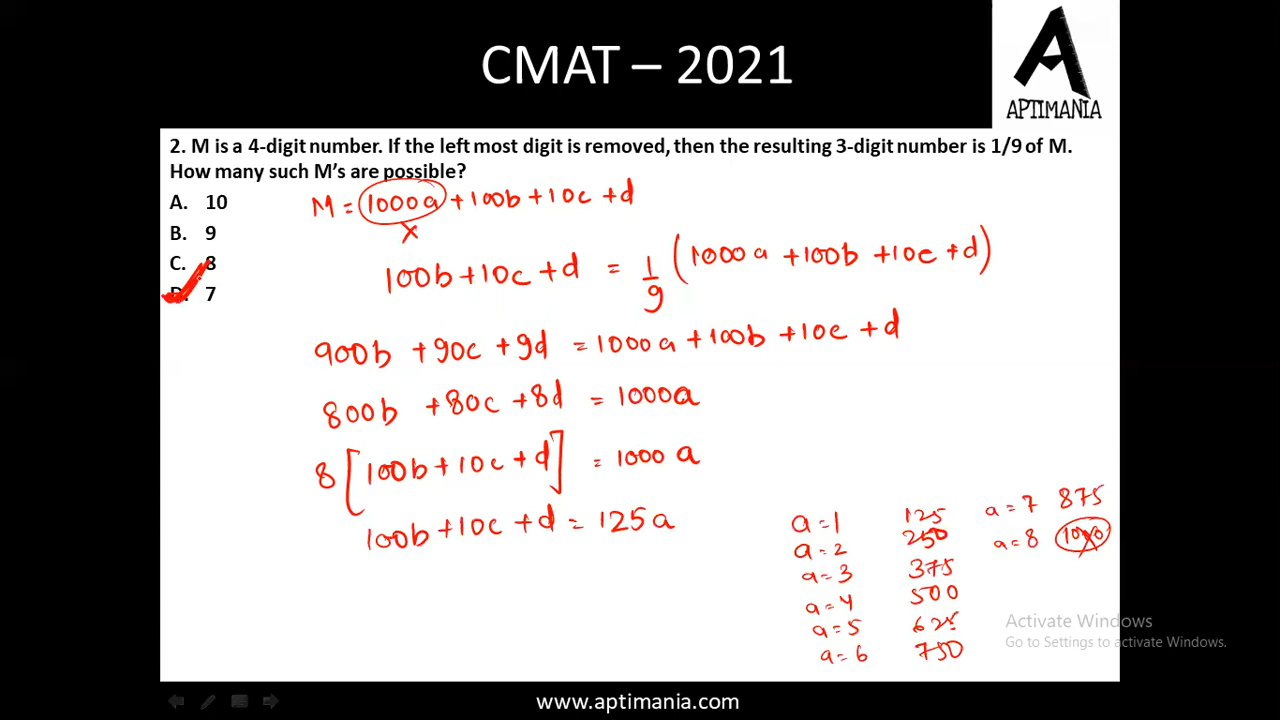 CMAT – 2021
A
APTIMANIA
2. M is a 4-digit number. If the left most digit is removed, then the resulting 3-digit number is 1/9 of M.
How many such M's are possible?
A. 10
B. 9
C. 8
D. 7
M = 1000a + 100b + 10c + d
x
100b + 10c + d = 1/9 (1000a + 100b + 10c + d)
900b + 90c + 9d = 1000a + 100b + 10c + d
800b + 80c + 8d = 1000a
8 [100b + 10c + d] = 1000a
100b + 10c + d = 125a
a = 1 125
a = 2 250
a = 3 375
a = 4 500
a = 5 625
a = 6 750
a = 7 875
a = 8 1000
Activate Windows
Go to Settings to activate Windows.
www.aptimania.com